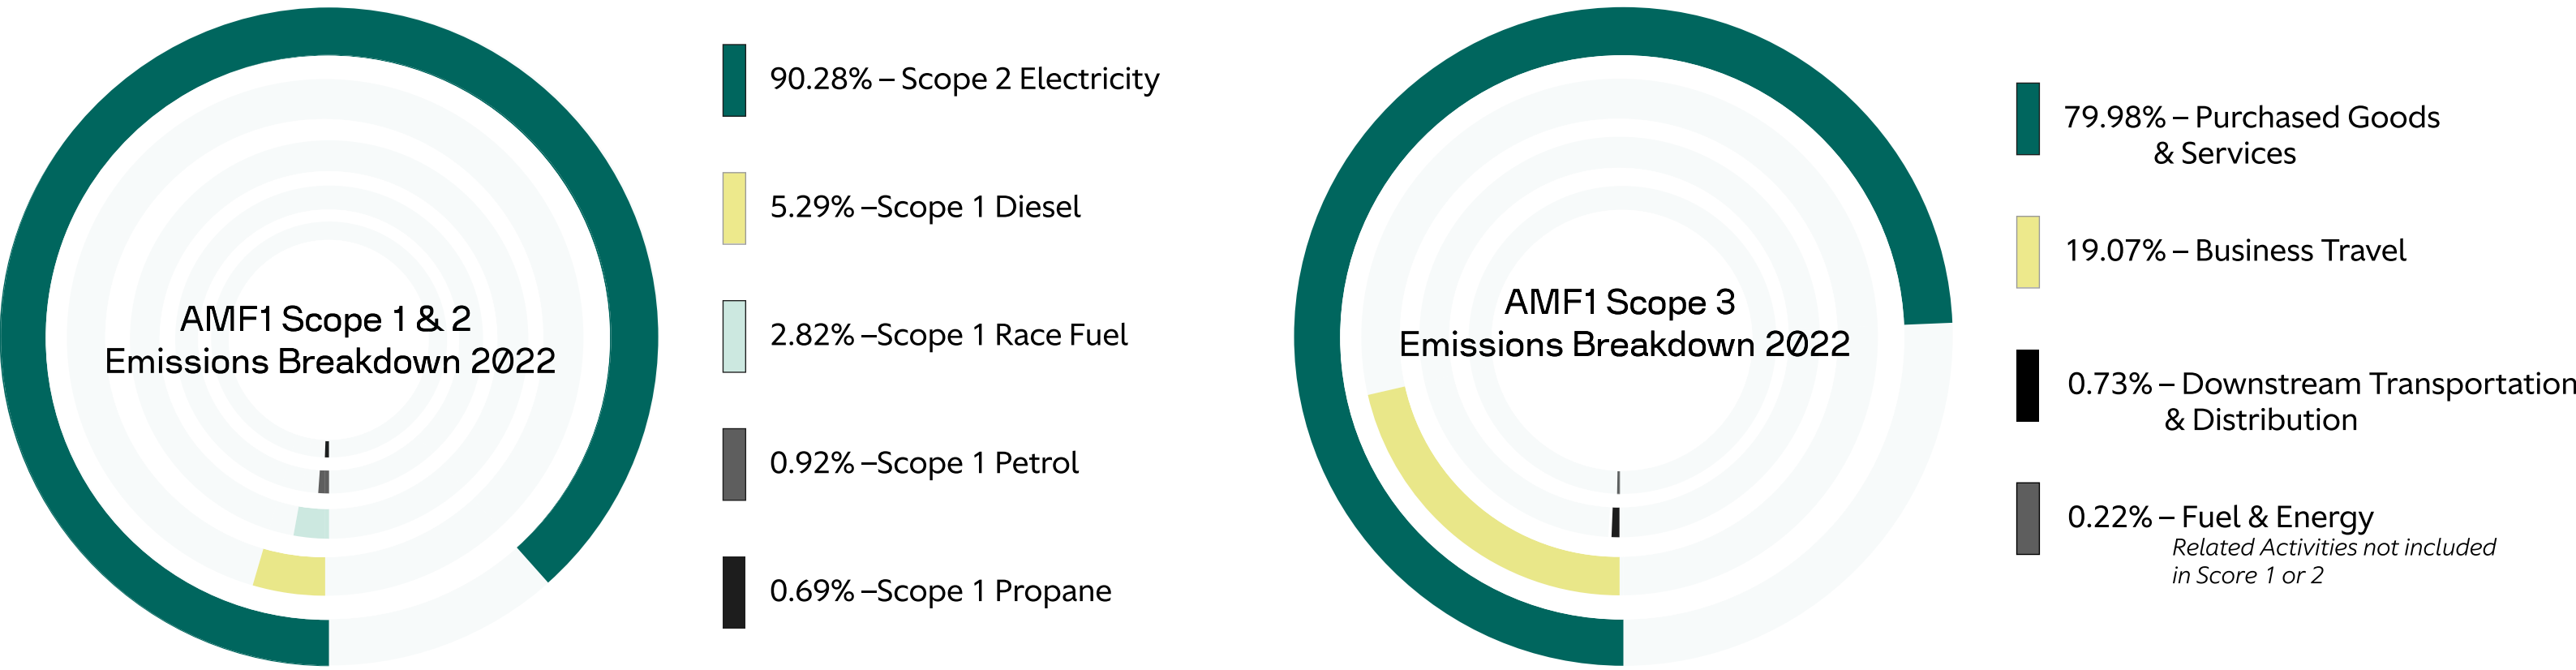 AMF1 Scope 1 & 2
Emissions Breakdown 2022
90.28% – Scope 2 Electricity
5.29% –Scope 1 Diesel
2.82% –Scope 1 Race Fuel
0.92% –Scope 1 Petrol
0.69% –Scope 1 Propane
AMF1 Scope 3
Emissions Breakdown 2022
79.98% – Purchased Goods
& Services
19.07% – Business Travel
0.73% – Downstream Transportation
& Distribution
0.22% – Fuel & Energy
Related Activities not included
in Score 1 or 2